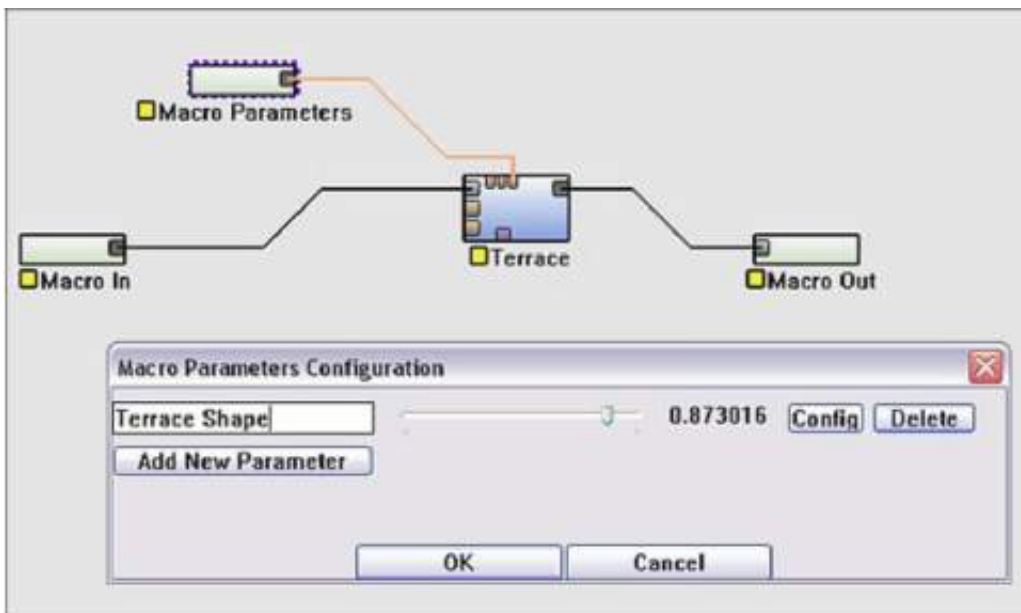 Macro Parameters
Terrace
Macro In
Macro Out
Macro Parameters Configuration
Terrace Shape
0.873016
Config
Delete
Add New Parameter
OK
Cancel